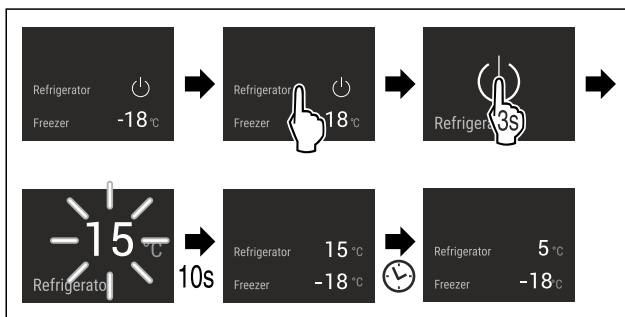 Refrigerator
Freezer -18 °C
Refrigerator
Freezer 18 °C
Refrigera 3s
15 °C
Refrigerato
10s
Refrigerator 15 °C
Freezer -18 °C
Refrigerator 5 °C
Freezer -18 °C